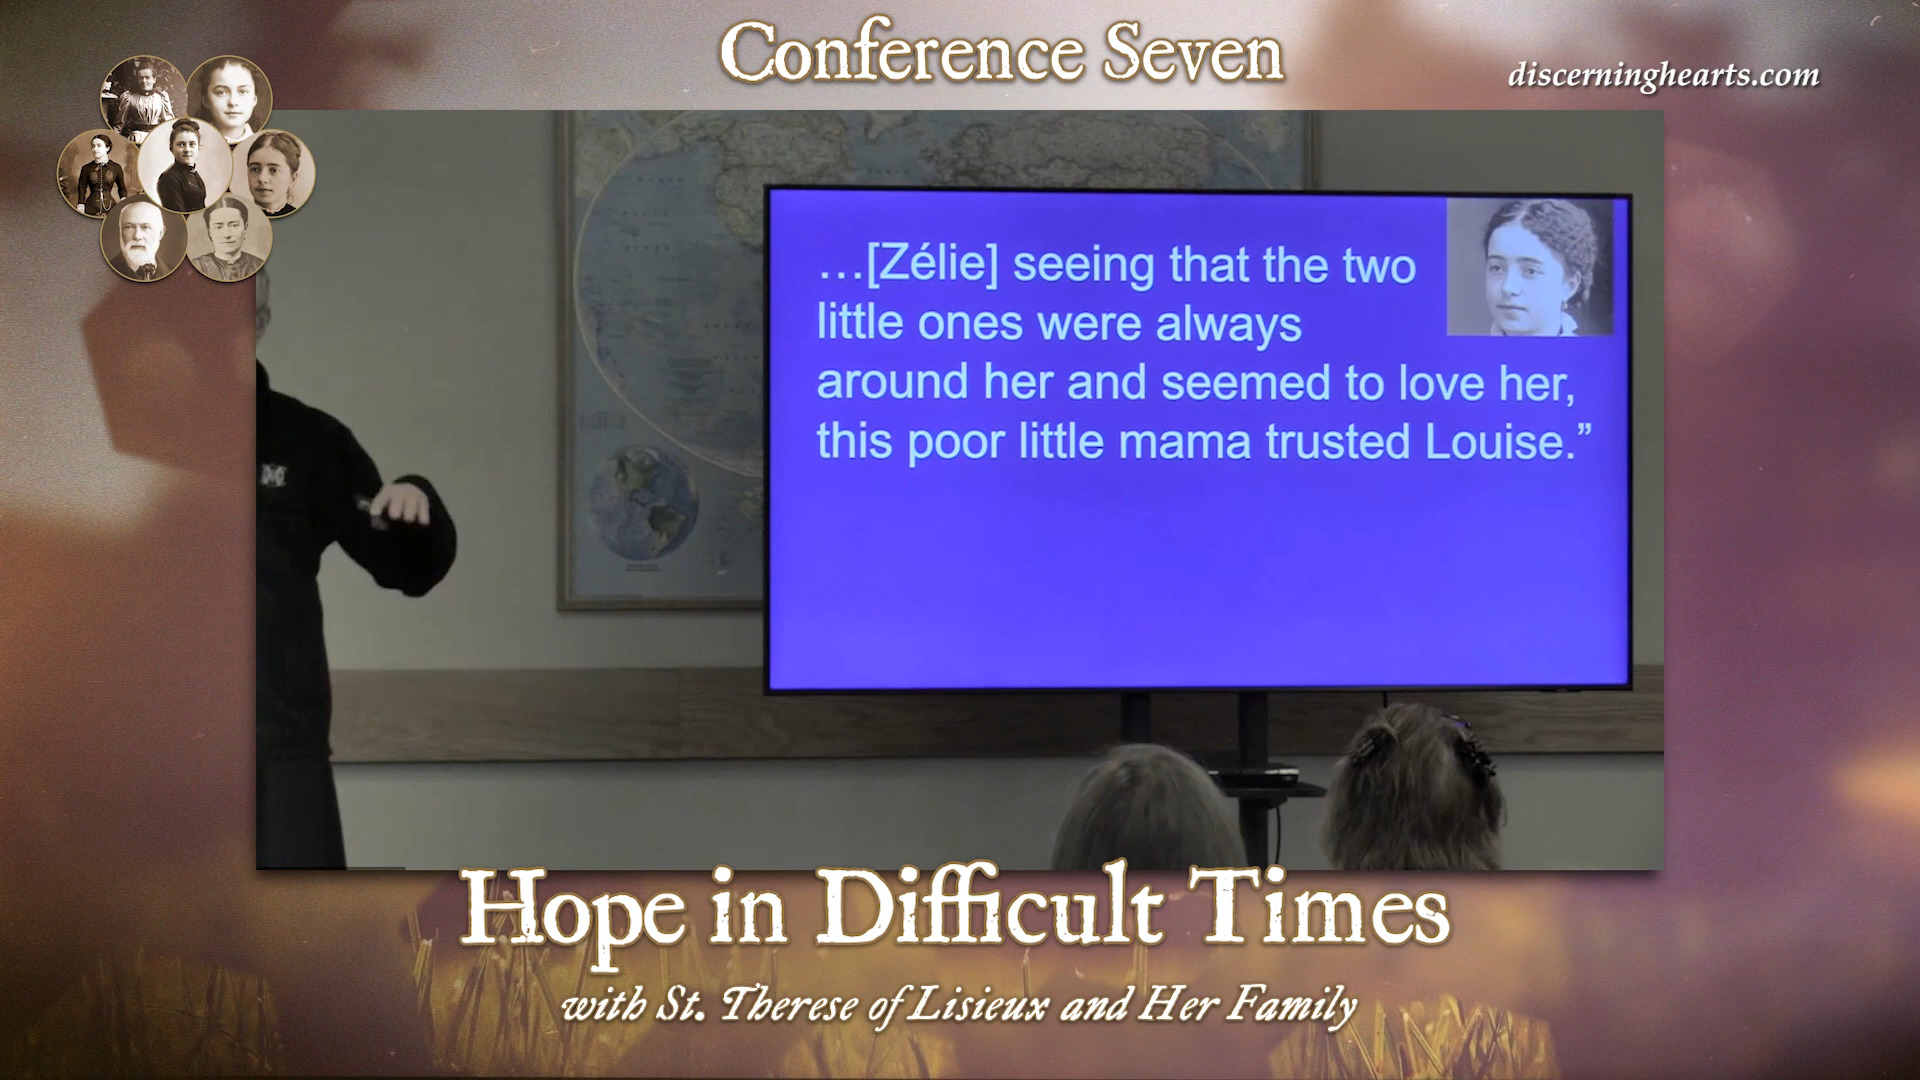 Conference Seven
discerninghearts.com
…[Zélie] seeing that the two
little ones were always
around her and seemed to love her,
this poor little mama trusted Louise.”
Hope in Difficult Times
with St. Therese of Lisieux and Her Family